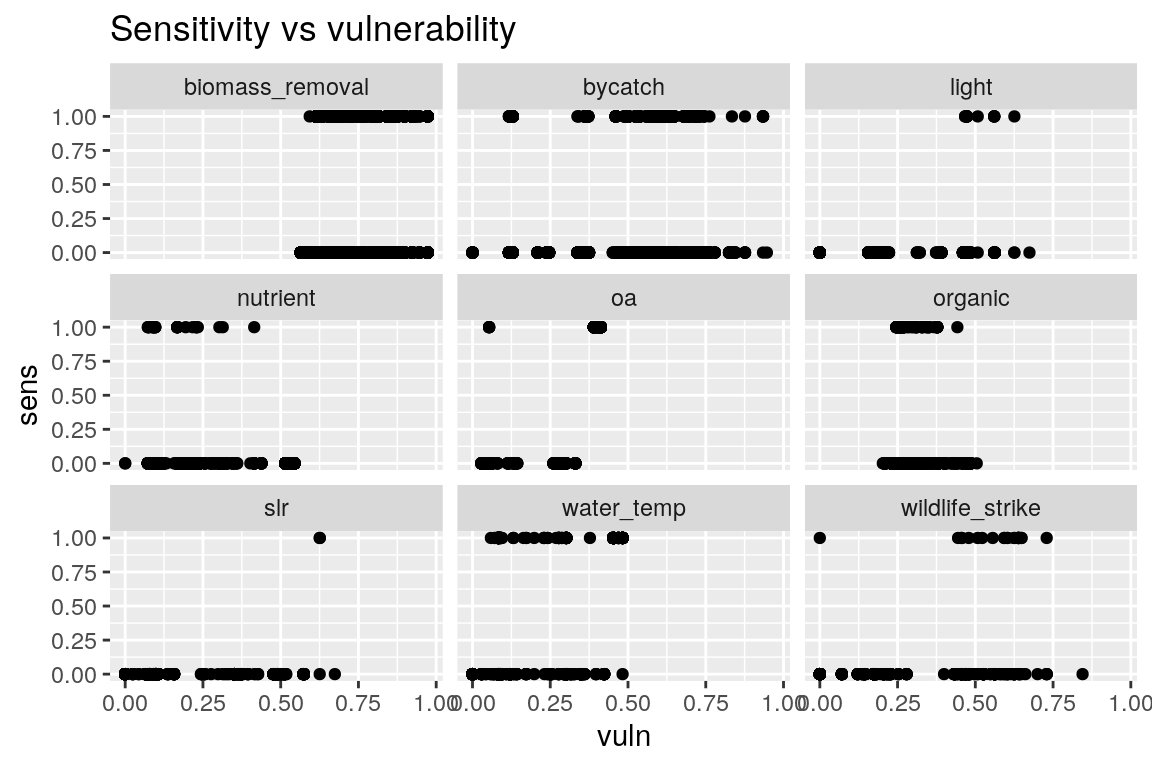 Sensitivity vs vulnerability
biomass_removal bycatch light
1.00
0.75
0.50
0.25
0.00
nutrient oa organic
1.00
0.75
0.50
0.25
0.00
sens
slr water_temp wildlife_strike
1.00
0.75
0.50
0.25
0.00
0.00 0.25 0.50 0.75 1.00 0.00 0.25 0.50 0.75 1.00 0.00 0.25 0.50 0.75 1.00
vuln